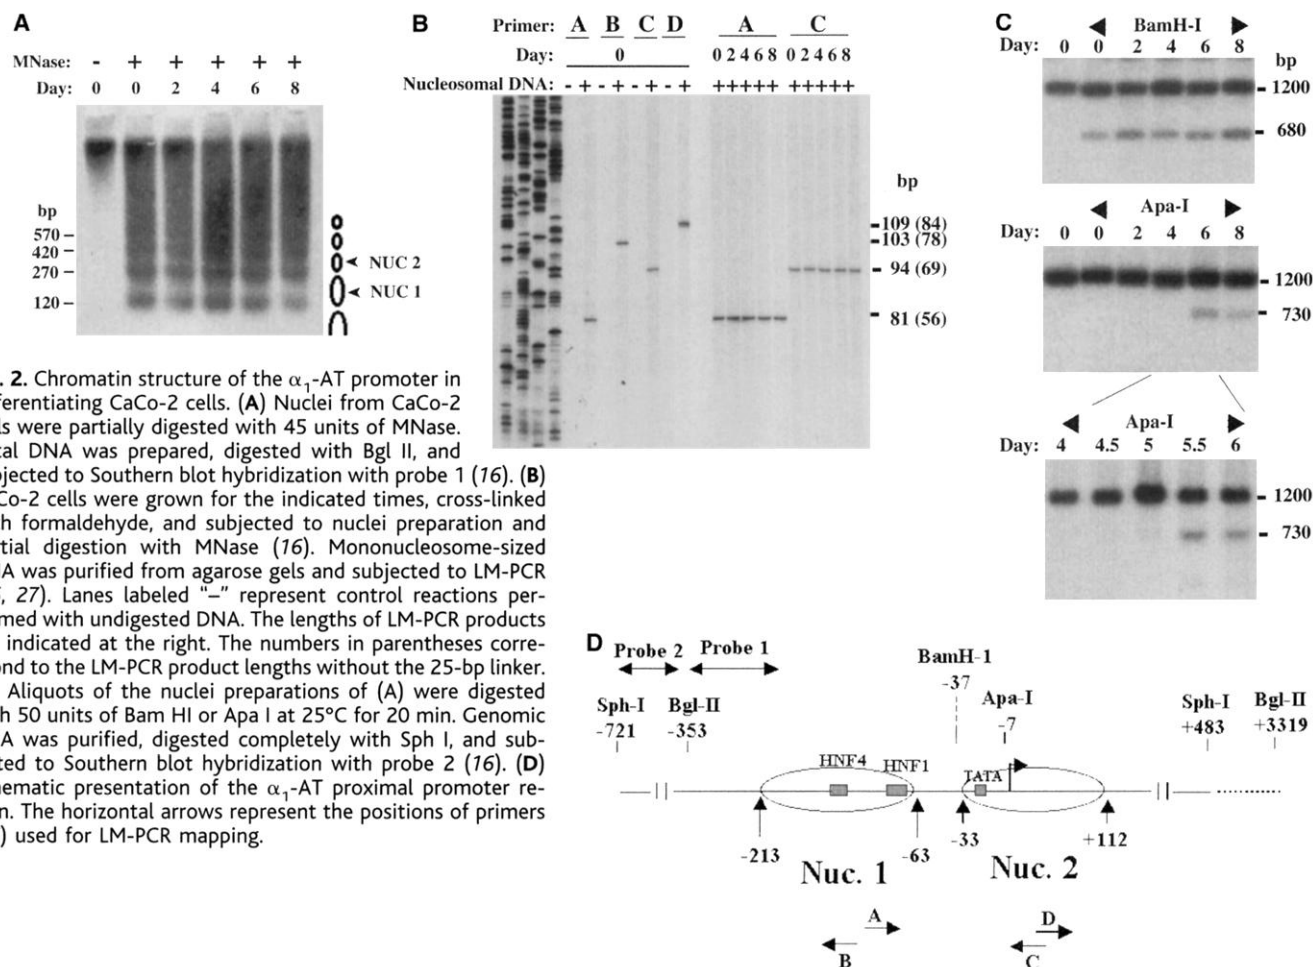 A
MNase: - + + + + +
Day: 0 0 2 4 6 8
bp
570
420
270
120
NUC 2
NUC 1
B
Primer: A B C D A C
Day: 0 0 2 4 6 8 0 2 4 6 8
Nucleosomal DNA: - + - + - + - + +++++ +++++
bp
109 (84)
103 (78)
94 (69)
81 (56)
C
BamH-I
Day: 0 0 2 4 6 8
bp
1200
680
Apa-I
Day: 0 0 2 4 6 8
1200
730
Apa-I
Day: 4 4.5 5 5.5 6
1200
730
. 2. Chromatin structure of the α1-AT promoter in
fferentiating CaCo-2 cells. (A) Nuclei from CaCo-2
ls were partially digested with 45 units of MNase.
tal DNA was prepared, digested with Bgl II, and
bjected to Southern blot hybridization with probe 1 (16). (B)
Co-2 cells were grown for the indicated times, cross-linked
h formaldehyde, and subjected to nuclei preparation and
tial digestion with MNase (16). Mononucleosome-sized
A was purified from agarose gels and subjected to LM-PCR
, 27). Lanes labeled “–” represent control reactions per-
med with undigested DNA. The lengths of LM-PCR products
indicated at the right. The numbers in parentheses corre-
ond to the LM-PCR product lengths without the 25-bp linker.
Aliquots of the nuclei preparations of (A) were digested
h 50 units of Bam HI or Apa I at 25°C for 20 min. Genomic
A was purified, digested completely with Sph I, and sub-
ted to Southern blot hybridization with probe 2 (16). (D)
hematic presentation of the α1-AT proximal promoter re-
n. The horizontal arrows represent the positions of primers
) used for LM-PCR mapping.
D
Probe 2 Probe 1
BamH-1
-37
Apa-I
-7
Sph-I
-721
Bgl-II
-353
Sph-I
+483
Bgl-II
+3319
HNF4 HNF1 TATA
-213 -63 -33 +112
Nuc. 1 Nuc. 2
A
B
D
C